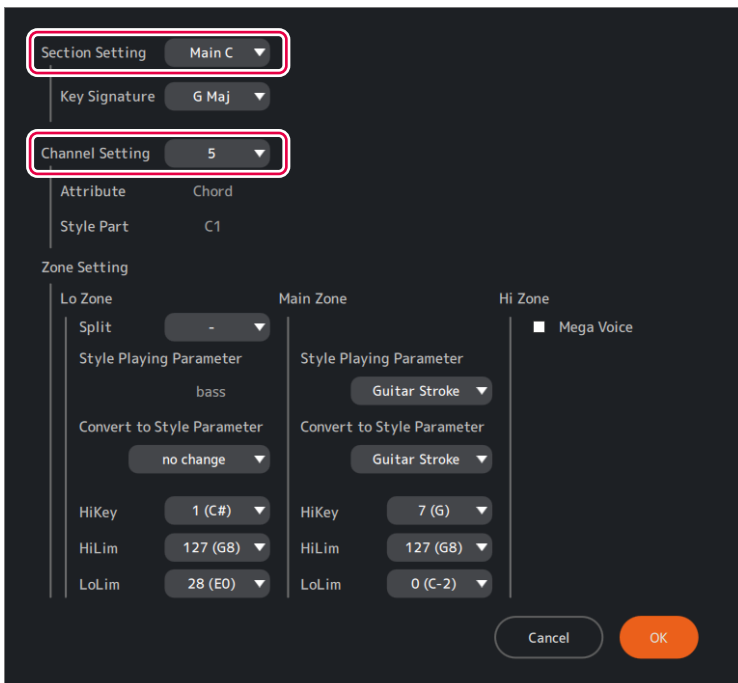 Section Setting Main C
Key Signature G Maj
Channel Setting 5
Attribute Chord
Style Part C1
Zone Setting
Lo Zone Main Zone Hi Zone
Split - Mega Voice
Style Playing Parameter Style Playing Parameter
bass Guitar Stroke
Convert to Style Parameter Convert to Style Parameter
no change Guitar Stroke
HiKey 1 (C#) HiKey 7 (G)
HiLim 127 (G8) HiLim 127 (G8)
LoLim 28 (E0) LoLim 0 (C-2)
Cancel OK